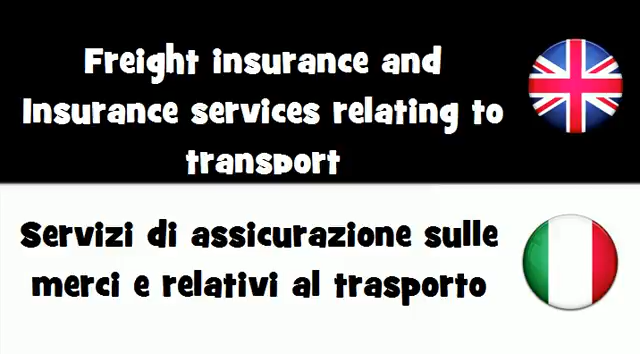 Freight insurance and
Insurance services relating to
transport
Servizi di assicurazione sulle
merci e relativi al trasporto